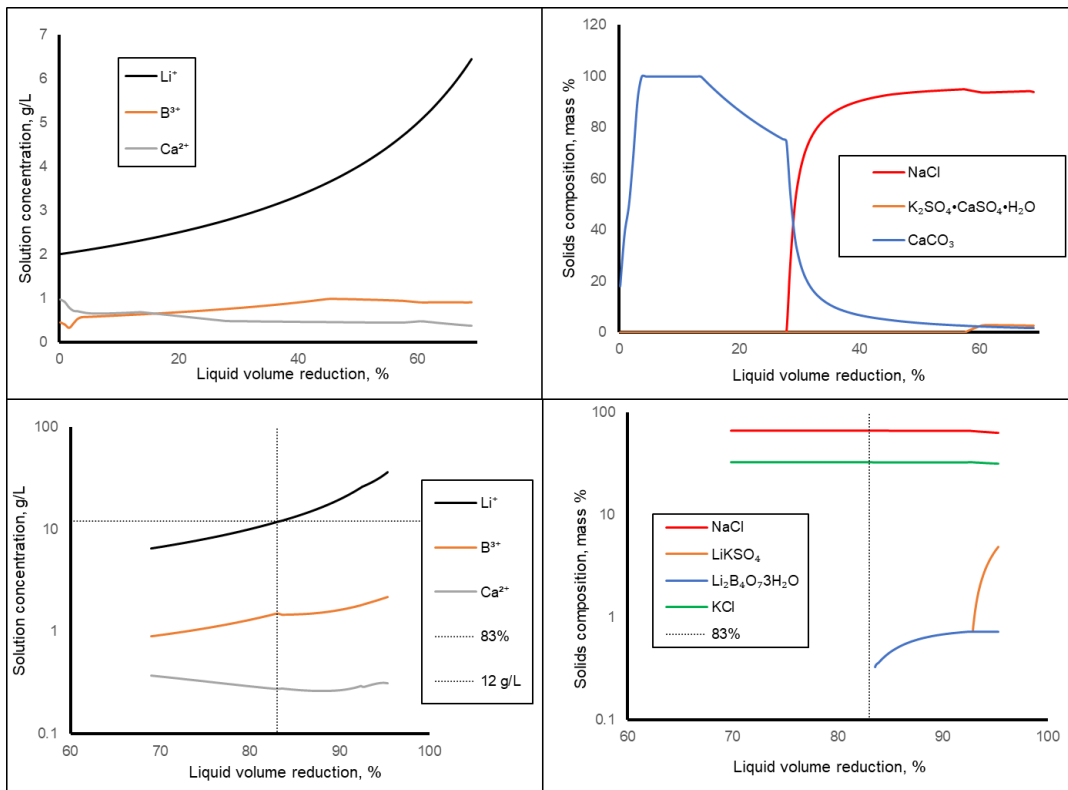 Solution concentration, g/L
7
6
5
4
3
2
1
0
0
20
40
60
Liquid volume reduction, %
Li⁺
B³⁺
Ca²⁺
Solids composition, mass %
120
100
80
60
40
20
0
0
20
40
60
Liquid volume reduction, %
NaCl
K₂SO₄•CaSO₄•H₂O
CaCO₃
Solution concentration, g/L
100
10
1
0.1
60
70
80
90
100
Liquid volume reduction, %
Li⁺
B³⁺
Ca²⁺
83%
12 g/L
Solids composition, mass %
100
10
1
0.1
60
70
80
90
100
Liquid volume reduction, %
NaCl
LiKSO₄
Li₂B₄O₇3H₂O
KCl
83%